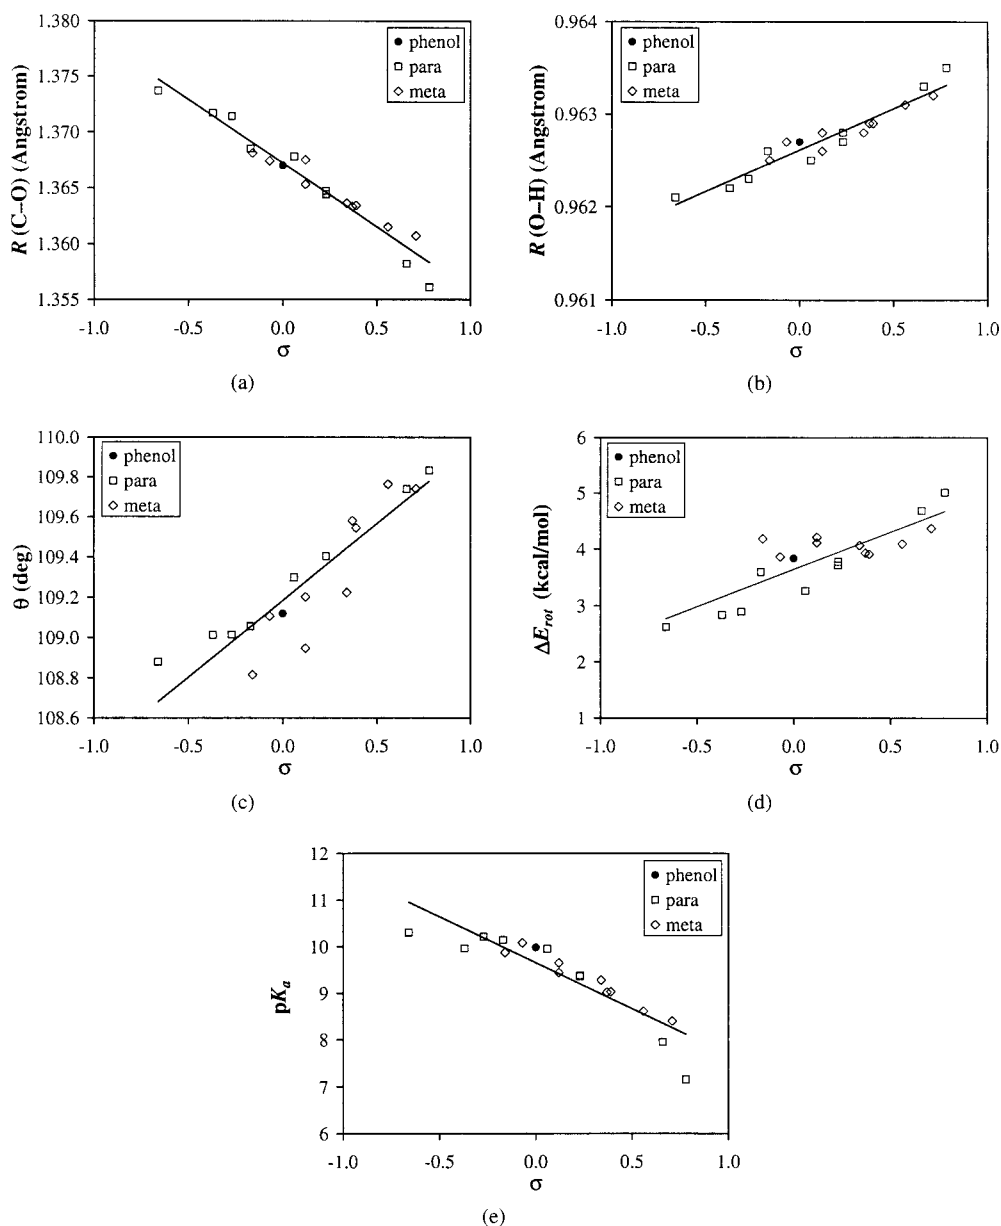 1.380
1.375
1.370
1.365
1.360
1.355
R (C–O) (Angstrom)
phenol
para
meta
-1.0 -0.5 0.0 0.5 1.0
σ
(a)
0.964
0.963
0.962
0.961
R (O–H) (Angstrom)
phenol
para
meta
-1.0 -0.5 0.0 0.5 1.0
σ
(b)
110.0
109.8
109.6
109.4
109.2
109.0
108.8
108.6
θ (deg)
phenol
para
meta
-1.0 -0.5 0.0 0.5 1.0
σ
(c)
6
5
4
3
2
1
ΔErot (kcal/mol)
phenol
para
meta
-1.0 -0.5 0.0 0.5 1.0
σ
(d)
12
11
10
9
8
7
6
pKa
phenol
para
meta
-1.0 -0.5 0.0 0.5 1.0
σ
(e)